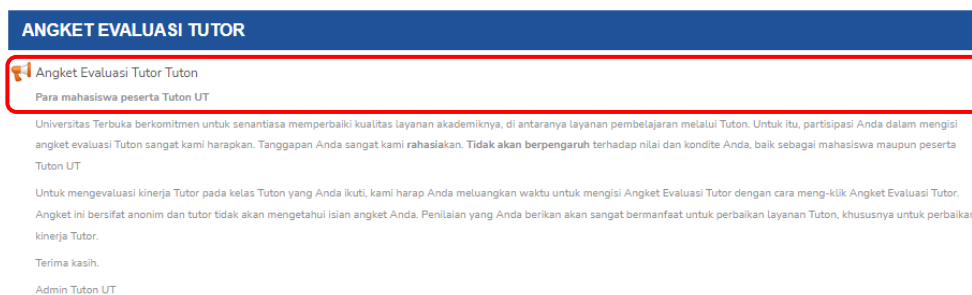 ANGKET EVALUASI TUTOR
Angket Evaluasi Tutor Tuton
Para mahasiswa peserta Tuton UT
Universitas Terbuka berkomitmen untuk senantiasa memperbaiki kualitas layanan akademiknya, di antaranya layanan pembelajaran melalui Tuton. Untuk itu, partisipasi Anda dalam mengisi
angket evaluasi Tuton sangat kami harapkan. Tanggapan Anda sangat kami rahasiakan. Tidak akan berpengaruh terhadap nilai dan kondite Anda, baik sebagai mahasiswa maupun peserta
Tuton UT
Untuk mengevaluasi kinerja Tutor pada kelas Tuton yang Anda ikuti, kami harap Anda meluangkan waktu untuk mengisi Angket Evaluasi Tutor dengan cara meng-klik Angket Evaluasi Tutor.
Angket ini bersifat anonim dan tutor tidak akan mengetahui isian angket Anda. Penilaian yang Anda berikan akan sangat bermanfaat untuk perbaikan layanan Tuton, khususnya untuk perbaikan
kinerja Tutor.
Terima kasih.
Admin Tuton UT